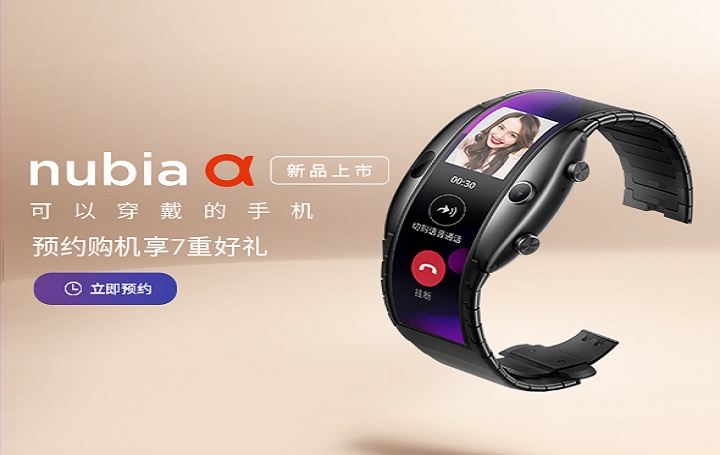 nubia α 新品上市
可以穿戴的手机
预约购机享7重好礼
立即预约
00:30
切到语音通话
挂断